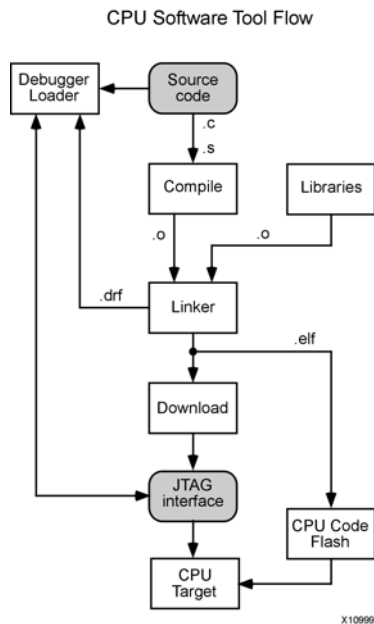 CPU Software Tool Flow
Debugger
Loader
Source
code
.c
.s
Compile
Libraries
.o
.o
.drf
Linker
.elf
Download
JTAG
interface
CPU Code
Flash
CPU
Target
X10999